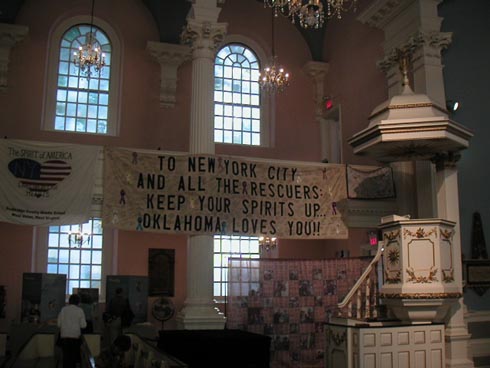 The SPIRIT of AMERICA
NY
TO NEW YORK CITY
AND ALL THE RESCUERS:
KEEP YOUR SPIRITS UP..
OKLAHOMA LOVES YOU!!